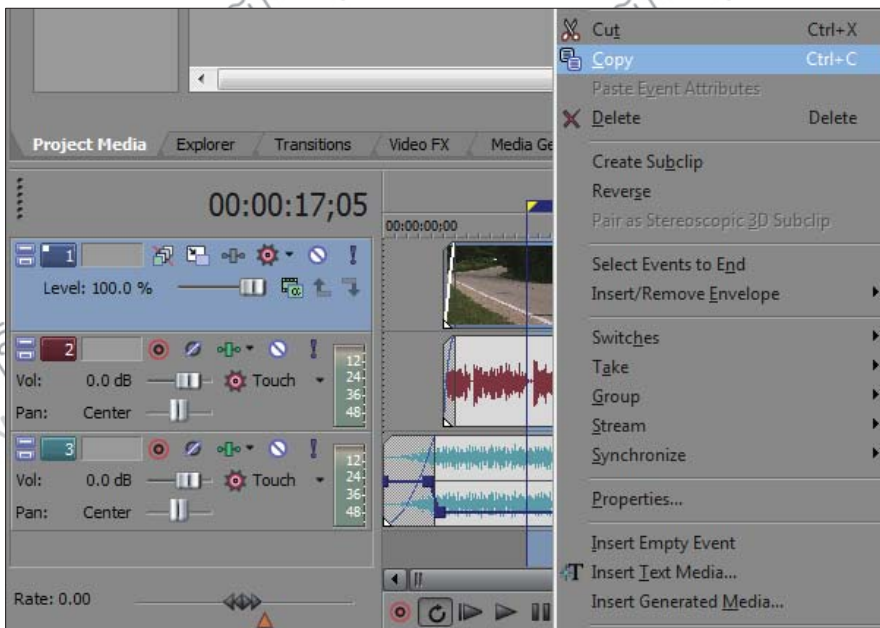 Cut Ctrl+X
Copy Ctrl+C
Paste Event Attributes
Delete Delete
Create Subclip
Reverse
Pair as Stereoscopic 3D Subclip
Select Events to End
Insert/Remove Envelope
Switches
Take
Group
Stream
Synchronize
Properties...
Insert Empty Event
Insert Text Media...
Insert Generated Media...
Project Media Explorer Transitions Video FX Media Ge
00:00:17;05
00:00:00;00
1
Level: 100.0 %
2
Vol: 0.0 dB Touch
Pan: Center
12
24
36
48
3
Vol: 0.0 dB Touch
Pan: Center
12
24
36
48
Rate: 0.00